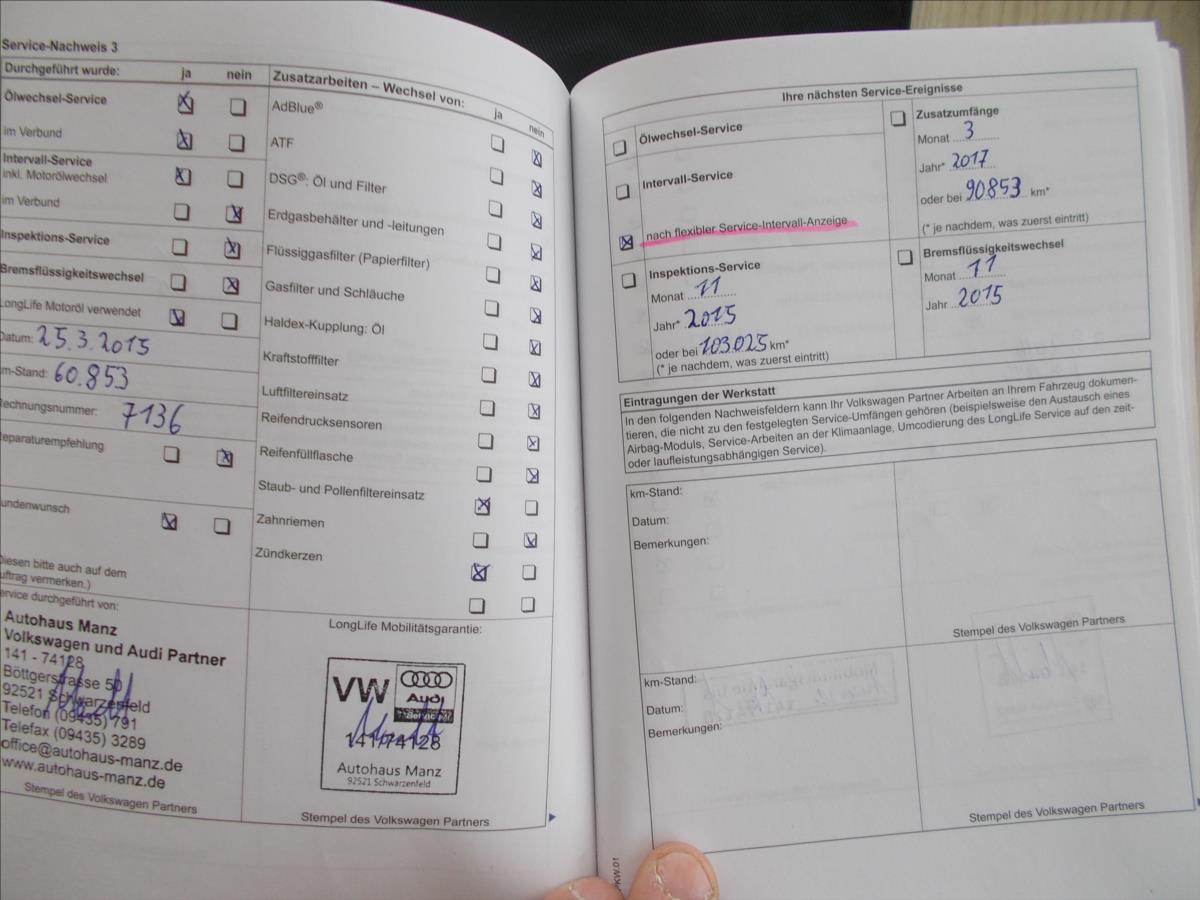 Service-Nachweis 3
Durchgeführt wurde: ja nein
Ölwechsel-Service
im Verbund
Intervall-Service
inkl. Motorölwechsel
im Verbund
Inspektions-Service
Bremsflüssigkeitswechsel
LongLife Motoröl verwendet
Datum: 25.3.2015
km-Stand: 60.853
Rechnungsnummer:
7136
Reparaturempfehlung
Kundenwunsch
(Diesen bitte auch auf dem
Auftrag vermerken.)
Service durchgeführt von:
Autohaus Manz
Volkswagen und Audi Partner
141 - 74128
Böttgerstrasse 50
92521 Schwarzenfeld
Telefon (09435) 791
Telefax (09435) 3289
office@autohaus-manz.de
www.autohaus-manz.de
Stempel des Volkswagen Partners
Zusatzarbeiten – Wechsel von: ja nein
AdBlue®
ATF
DSG®: Öl und Filter
Erdgasbehälter und -leitungen
Flüssiggasfilter (Papierfilter)
Gasfilter und Schläuche
Haldex-Kupplung: Öl
Kraftstofffilter
Luftfiltereinsatz
Reifendrucksensoren
Reifenfüllflasche
Staub- und Pollenfiltereinsatz
Zahnriemen
Zündkerzen
LongLife Mobilitätsgarantie:
VW
Audi
Service
141/74128
Autohaus Manz
92521 Schwarzenfeld
Stempel des Volkswagen Partners
Ihre nächsten Service-Ereignisse
Ölwechsel-Service
Intervall-Service
nach flexibler Service-Intervall-Anzeige
Inspektions-Service
Monat 11
Jahr* 2015
oder bei 103.025 km*
(* je nachdem, was zuerst eintritt)
Zusatzumfänge
Monat 3
Jahr* 2017
oder bei 90853 km*
(* je nachdem, was zuerst eintritt)
Bremsflüssigkeitswechsel
Monat 11
Jahr 2015
Eintragungen der Werkstatt
In den folgenden Nachweisfeldern kann Ihr Volkswagen Partner Arbeiten an Ihrem Fahrzeug dokumen-
tieren, die nicht zu den festgelegten Service-Umfängen gehören (beispielsweise den Austausch eines
Airbag-Moduls, Service-Arbeiten an der Klimaanlage, Umcodierung des LongLife Service auf den zeit-
oder laufleistungsabhängigen Service).
km-Stand:
Datum:
Bemerkungen:
Stempel des Volkswagen Partners
km-Stand:
Datum:
Bemerkungen:
Stempel des Volkswagen Partners
PKW.01